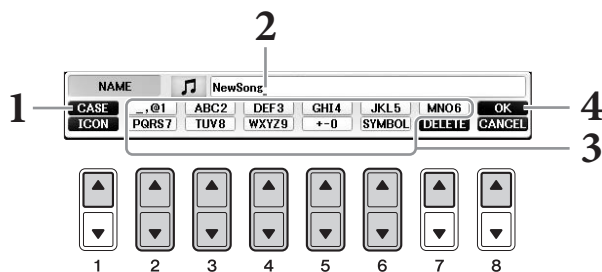 2
NAME NewSong
1 CASE _,@1 ABC2 DEF3 GHI4 JKL5 MNO6 OK 4
ICON PQRS7 TUV8 WXYZ9 +-0 SYMBOL DELETE CANCEL
3
1 2 3 4 5 6 7 8